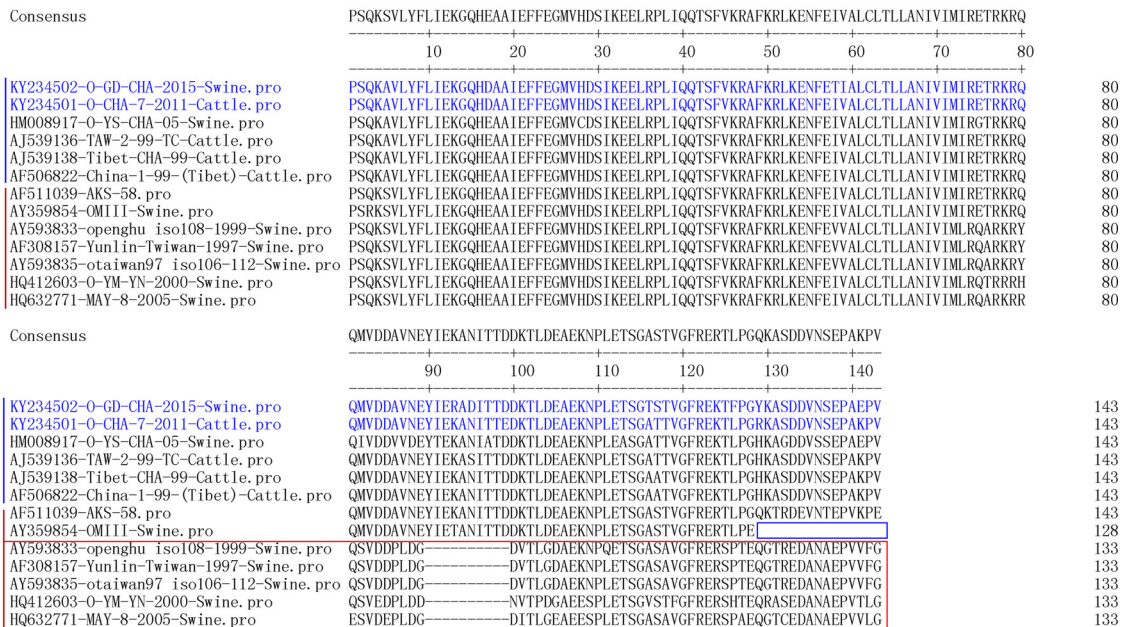 Consensus PSQKSVLYFLIEKGQHEAAIEFFEGMVHDSIKEELRPLIQQTSFVKRAFKRLKENFEIVALCLTLLANIVIMIRETRKRQ
---------+---------+---------+---------+---------+---------+---------+---------+
10 20 30 40 50 60 70 80
---------+---------+---------+---------+---------+---------+---------+---------+
KY234502-O-GD-CHA-2015-Swine.pro PSQKAVLYFLIEKGQHDAAIEFFEGMVHDSIKEELRPLIQQTSFVKRAFKRLKENFETIALCLTLLANIVIMIRETRKRQ 80
KY234501-O-CHA-7-2011-Cattle.pro PSQKAVLYFLIEKGQHEAAIEFFEGMVHDSIKEELRPLIQQTSFVKRAFKRLKENFEIVALCLTLLANIVIMIRETRKRQ 80
HM008917-O-YS-CHA-05-Swine.pro PSQKAVLYFLIEKGQHEAAIEFFEGMVCDSIKEELRPLIQQTSFVKRAFKRLKENFEIVALCLTLLANIVIMIRGTRKRQ 80
AJ539136-TAW-2-99-TC-Cattle.pro PSQKAVLYFLIEKGQHEAAIEFFEGMVHDSIKEELRPLIQQTSFVKRAFKRLKENFEIVALCLTLLANIVIMIRETRKRQ 80
AJ539138-Tibet-CHA-99-Cattle.pro PSQKAVLYFLIEKGQHEAAIEFFEGMVHDSIKEELRPLIQQTSFVKRAFKRLKENFEIVALCLTLLANIVIMIRETRKRQ 80
AF506822-China-1-99-(Tibet)-Cattle.pro PSQKAVLYFLIEKGQHEAAIEFFEGMVHDSIKEELRPLIQQTSFVKRAFKRLKENFEIVALCLTLLANIVIMIRETRKRQ 80
AF511039-AKS-58.pro PSQKSVLYFLIEKGQHEAAIEFFEGMVHDSIKEELRPLIQQTSFVKRAFKRLKENFEIVALCLTLLANIVIMIRETRKRQ 80
AY359854-OMIII-Swine.pro PSRKSVLYFLIEKGQHEAAIEFFEGMVHDSIKEELRPLIQQTSFVKRAFKRLKENFEIVALCLTLLANIVIMIRETRKRQ 80
AY593833-openghu iso108-1999-Swine.pro PSQKSVLYFLIEKGQHEAAIEFFEGMVHDSIKEELRPLIQQTSFVKRAFKRLKENFEVVALCLTLLANIVIMLRQARKRY 80
AF308157-Yunlin-Twiwan-1997-Swine.pro PSQKSVLYFLIEKGQHEAAIEFFEGMVHDSIKEELRPLIQQTSFVKRAFKRLKENFEVVALCLTLLANIVIMLRQARKRY 80
AY593835-otaiwan97 iso106-112-Swine.pro PSQKSVLYFLIEKGQHEAAIEFFEGMVHDSIKEELRPLIQQTSFVKRAFKRLKENFEVVALCLTLLANIVIMLRQARKRY 80
HQ412603-O-YM-YN-2000-Swine.pro PSQKSVLYFLIEKGQHEAAIEFFEGMVHDSIKEELRPLIQQTSFVKRAFKRLKENFEIVALCLTLLANIVIMLRQTRRRH 80
HQ632771-MAY-8-2005-Swine.pro PSQKSVLYFLIEKGQHEAAIEFFEGMVHDSIKEELRPLIQQTSFVKRAFKRLKENFEIVALCLTLLANIVIMLRQARKRR 80
Consensus QMVDDAVNEYIEKANITTDDKTLDEAEKNPLETSGASTVGFRERTLPGQKASDDVNSEPAKPV
---------+---------+---------+---------+---------+---------+---
90 100 110 120 130 140
---------+---------+---------+---------+---------+---------+---
KY234502-O-GD-CHA-2015-Swine.pro QMVDDAVNEYIERADITTDDKTLDEAEKNPLETSGTSTVGFREKTFPGYKASDDVNSEPAEPV 143
KY234501-O-CHA-7-2011-Cattle.pro QMVDDAVNEYIEKANITTEDKTLDEAEKNPLETSGASTVGFREKTLPGRKASDDVNSEPAKPV 143
HM008917-O-YS-CHA-05-Swine.pro QIVDDVVDEYTEKANIATDDKTLDEAEKNPLEASGATTVGFREKTLPGHKAGDDVSSEPAEPV 143
AJ539136-TAW-2-99-TC-Cattle.pro QMVDDAVNEYIEKASITTDDKTLDEAEKNPLETSGATTVGFREKTLPGHKASDDVNSEPAKPV 143
AJ539138-Tibet-CHA-99-Cattle.pro QMVDDAVNEYIEKANITTDDKTLDEAEKNPLETSGAATVGFREKTLPGHKASDDVNSEPAKPV 143
AF506822-China-1-99-(Tibet)-Cattle.pro QMVDDAVNEYIEKANITTDDKTLDEAEKNPLETSGATTVGFREKTLPGHKASDDVNSEPAKPV 143
AF511039-AKS-58.pro QMVDDAVNEYIEKANITTDDKTLDEAEKNPLETSGASTVGFRERTLPGQKTRDEVNTEPVKPE 143
AY359854-OMIII-Swine.pro QMVDDAVNEYIETANITTDDKTLDEAEKNPLETSGASTVGFRERTLPE 128
AY593833-openghu iso108-1999-Swine.pro QSVDDPLDG----------DVTLGDAEKNPQETSGASAVGFRERSPTEQGTREDANAEPVVFG 133
AF308157-Yunlin-Twiwan-1997-Swine.pro QSVDDPLDG----------DVTLGDAEKNPLETSGASAVGFRERSPTEQGTREDANAEPVVFG 133
AY593835-otaiwan97 iso106-112-Swine.pro QSVDDPLDG----------DVTLGDAEKNPLETSGASAVGFRERSPTEQGTREDANAEPVVFG 133
HQ412603-O-YM-YN-2000-Swine.pro QSVEDPLDD----------NVTPDGAEESPLETSGVSTFGFRERSHTEQRASEDANAEPVTLG 133
HQ632771-MAY-8-2005-Swine.pro ESVDEPLDG----------DITLGEAEESPLETSGASAVGFRERSPAEQGTCEDANAEPVVLG 133